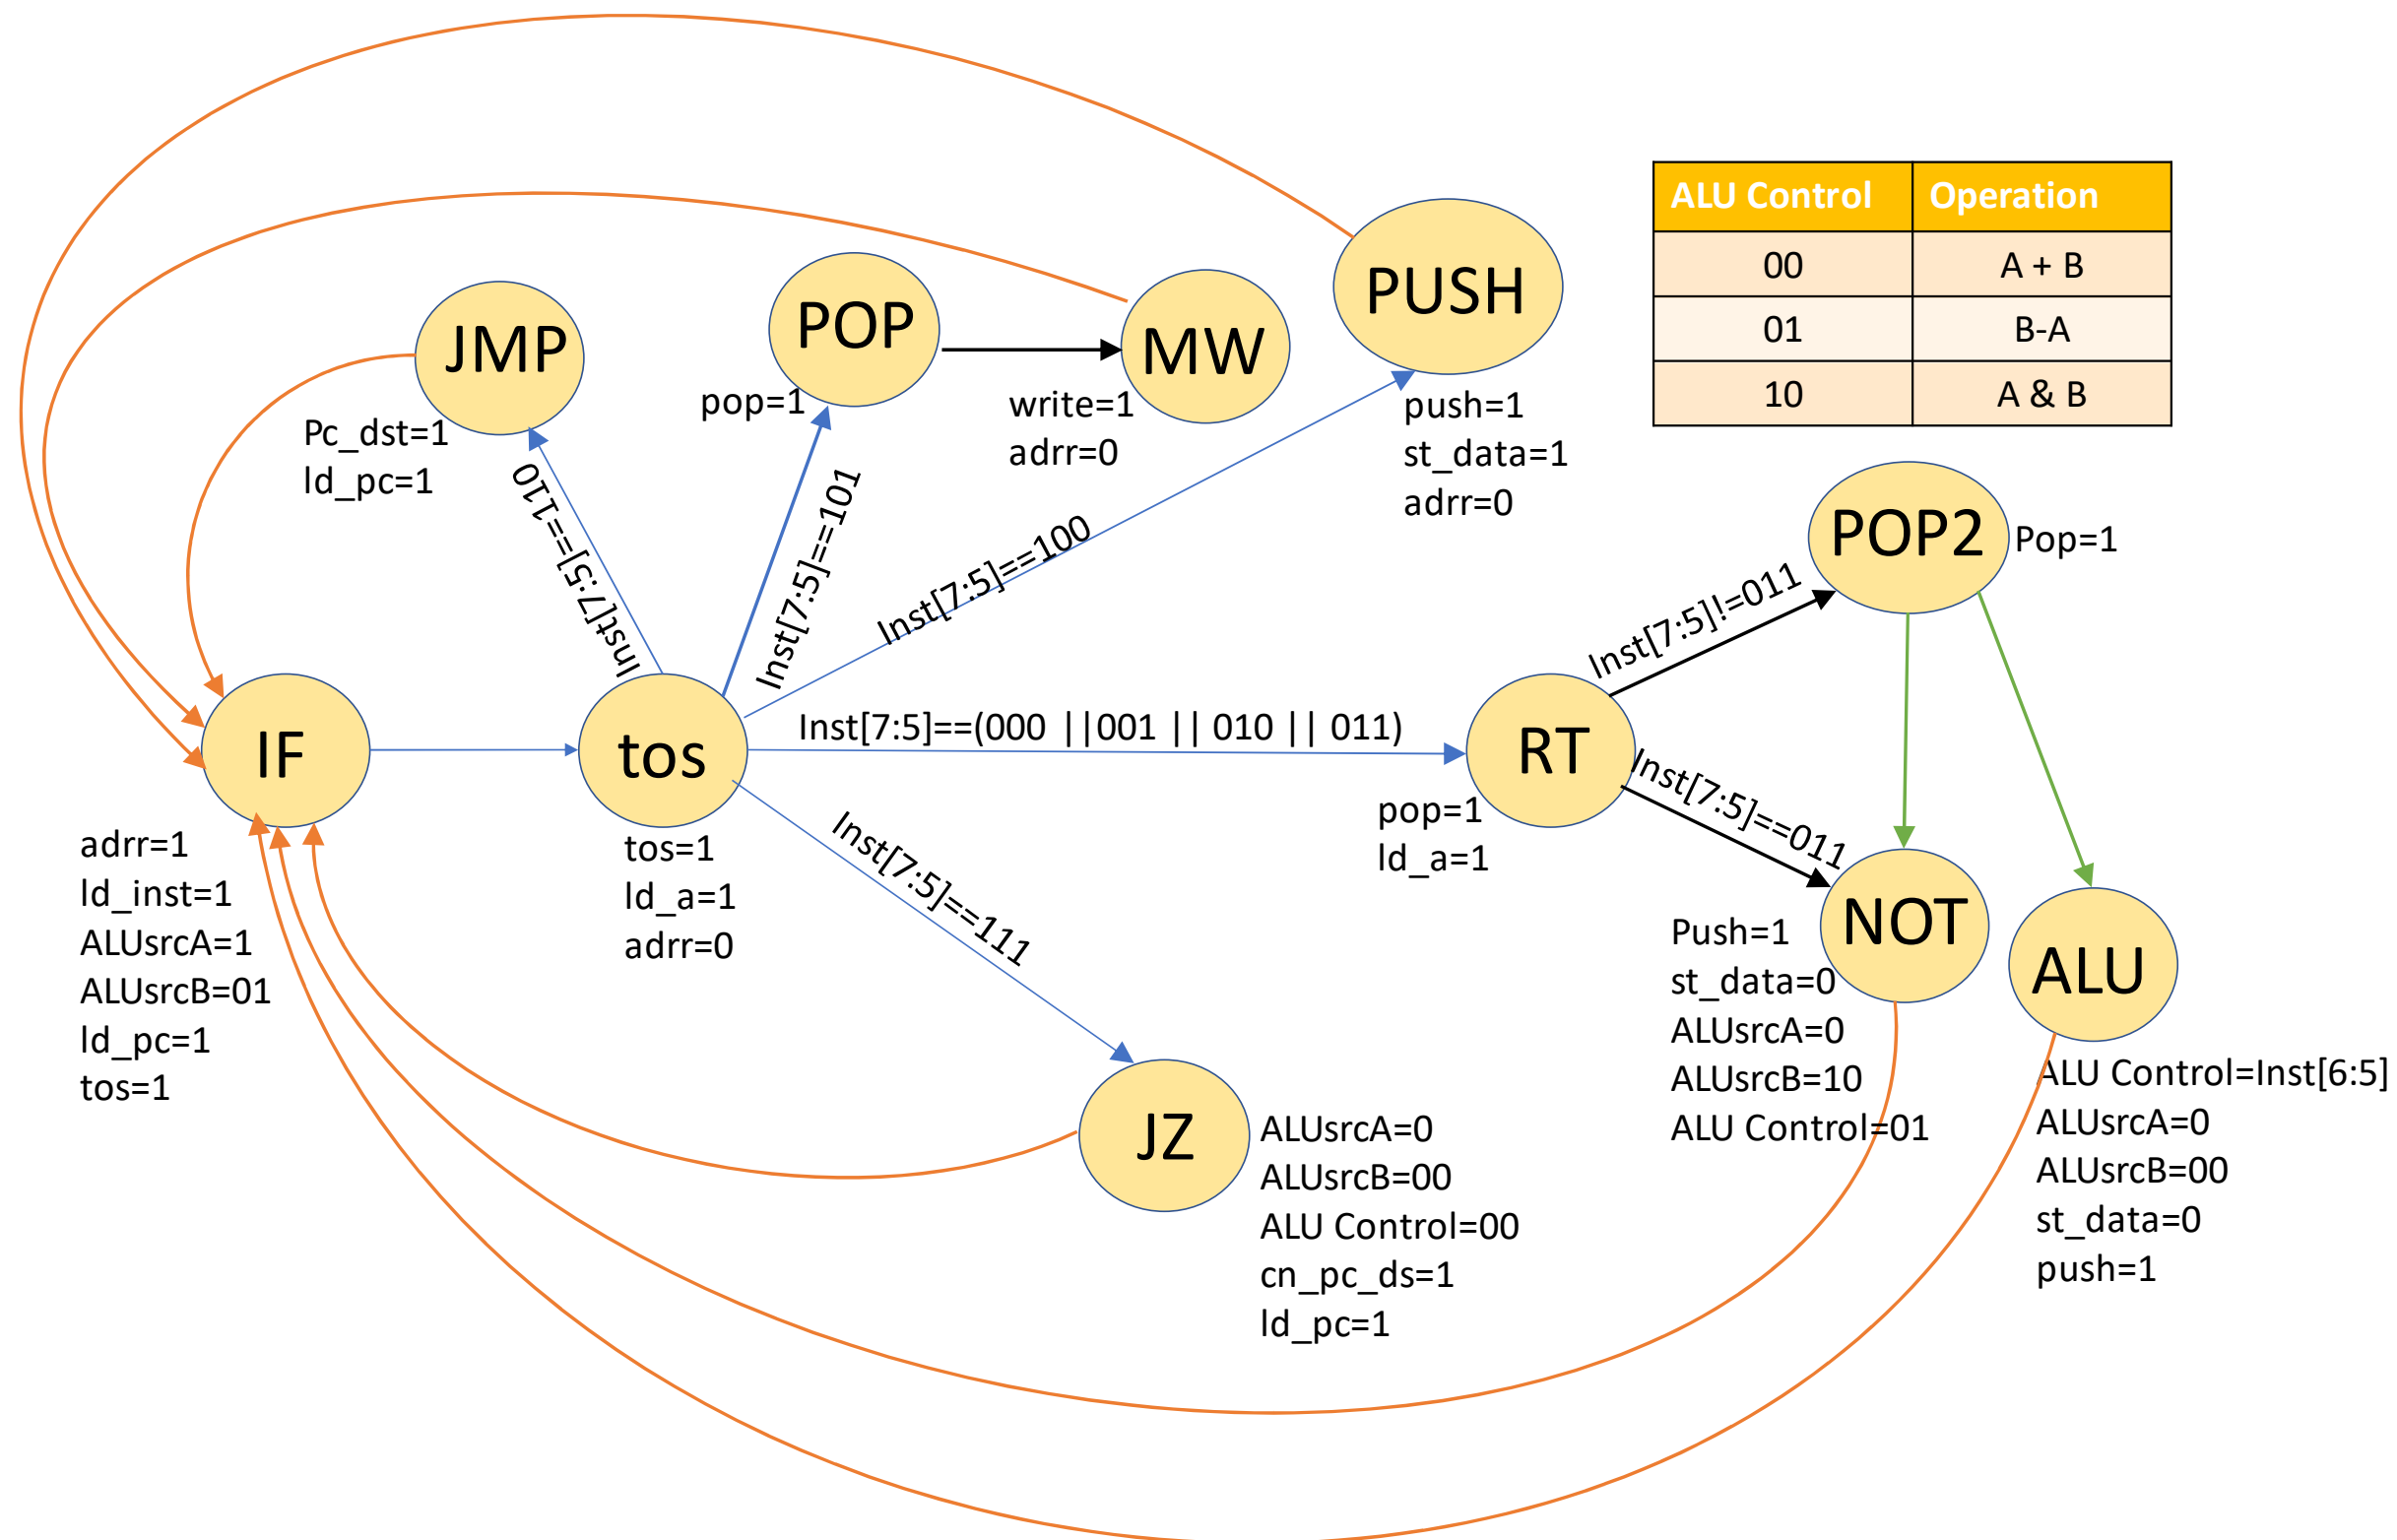 ALU Control Operation
00 A + B
01 B-A
10 A & B
PUSH
push=1
st_data=1
adrr=0
POP
pop=1
MW
write=1
adrr=0
JMP
Pc_dst=1
ld_pc=1
Inst[7:5]==110
Inst[7:5]==101
Inst[7:5]==100
POP2
Pop=1
Inst[7:5]!=011
IF
adrr=1
ld_inst=1
ALUsrcA=1
ALUsrcB=01
ld_pc=1
tos=1
tos
tos=1
ld_a=1
adrr=0
Inst[7:5]==(000 ||001 || 010 || 011)
RT
pop=1
ld_a=1
Inst[7:5]==011
Inst[7:5]==111
NOT
Push=1
st_data=0
ALUsrcA=0
ALUsrcB=10
ALU Control=01
ALU
ALU Control=Inst[6:5]
ALUsrcA=0
ALUsrcB=00
st_data=0
push=1
JZ
ALUsrcA=0
ALUsrcB=00
ALU Control=00
cn_pc_ds=1
ld_pc=1